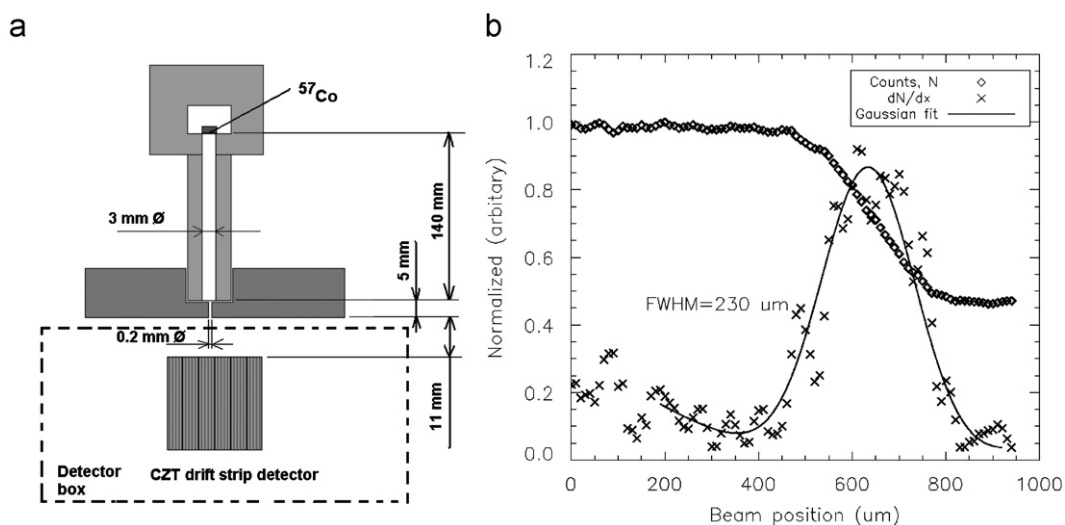 a
57Co
3 mm Ø
140 mm
5 mm
0.2 mm Ø
11 mm
Detector
box
CZT drift strip detector
b
Normalized (arbitrary)
1.2
1.0
0.8
0.6
0.4
0.2
0.0
Counts, N
dN/dx
Gaussian fit
FWHM=230 um
0
200
400
600
800
1000
Beam position (um)